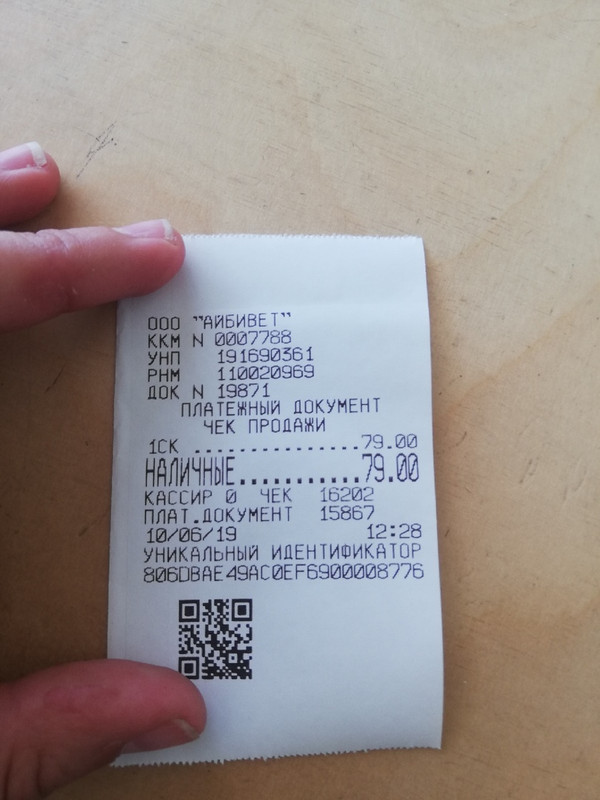 ООО "АЙБИВЕТ"
ККМ N 0007788
УНП 191690361
РНМ 110020969
ДОК N 19871
ПЛАТЕЖНЫЙ ДОКУМЕНТ
ЧЕК ПРОДАЖИ
1СК ...............79.00
НАЛИЧНЫЕ...........79.00
КАССИР 0 ЧЕК 16202
ПЛАТ.ДОКУМЕНТ 15867
10/06/19 12:28
УНИКАЛЬНЫЙ ИДЕНТИФИКАТОР
806DBAE49AC0EF6900008776